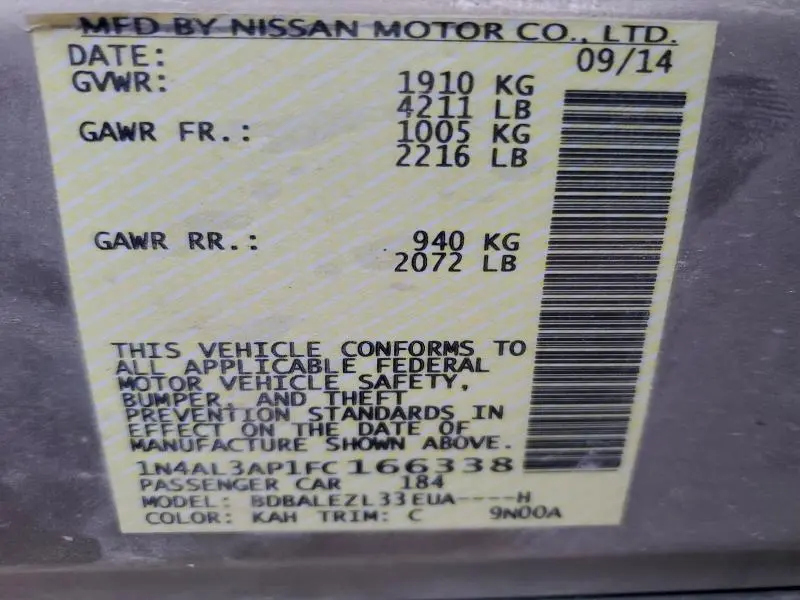 MFD BY NISSAN MOTOR CO., LTD.
DATE: 09/14
GVWR: 1910 KG
4211 LB
GAWR FR.: 1005 KG
2216 LB
GAWR RR.: 940 KG
2072 LB
THIS VEHICLE CONFORMS TO
ALL APPLICABLE FEDERAL
MOTOR VEHICLE SAFETY,
BUMPER, AND THEFT
PREVENTION STANDARDS IN
EFFECT ON THE DATE OF
MANUFACTURE SHOWN ABOVE.
1N4AL3AP1FC166338
PASSENGER CAR 184
MODEL: BDBALEZL33EUA----H
COLOR: KAH TRIM: C 9N00A